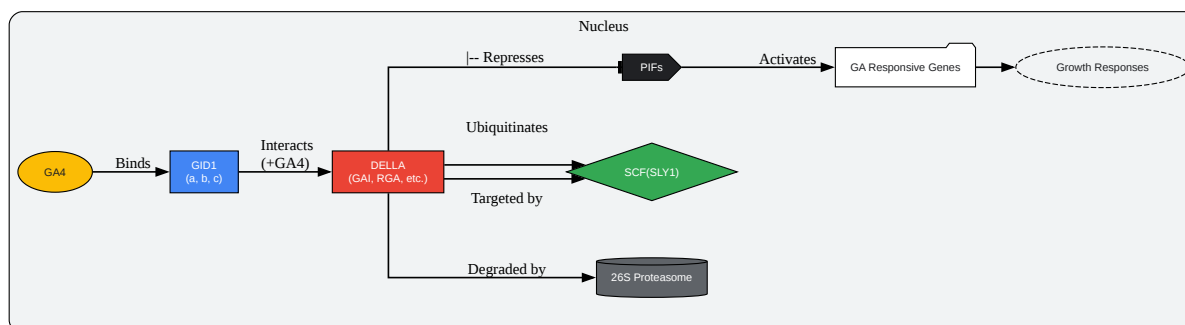 Nucleus
|-- Represses
PIFs
Activates
GA Responsive Genes
Growth Responses
Ubiquitinates
GA4
Binds
GID1
(a, b, c)
Interacts
(+GA4)
DELLA
(GAI, RGA, etc.)
SCF(SLY1)
Targeted by
Degraded by
26S Proteasome